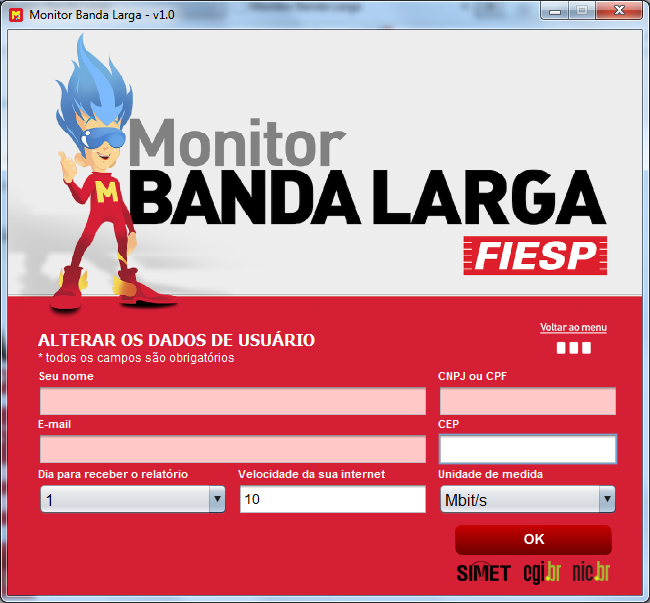 Monitor Banda Larga - v1.0
M
Monitor
BANDA LARGA
FIESP
Voltar ao menu
ALTERAR OS DADOS DE USUÁRIO
* todos os campos são obrigatórios
Seu nome
CNPJ ou CPF
E-mail
CEP
Dia para receber o relatório
Velocidade da sua internet
Unidade de medida
1
10
Mbit/s
OK
SIMET cgi.br nic.br